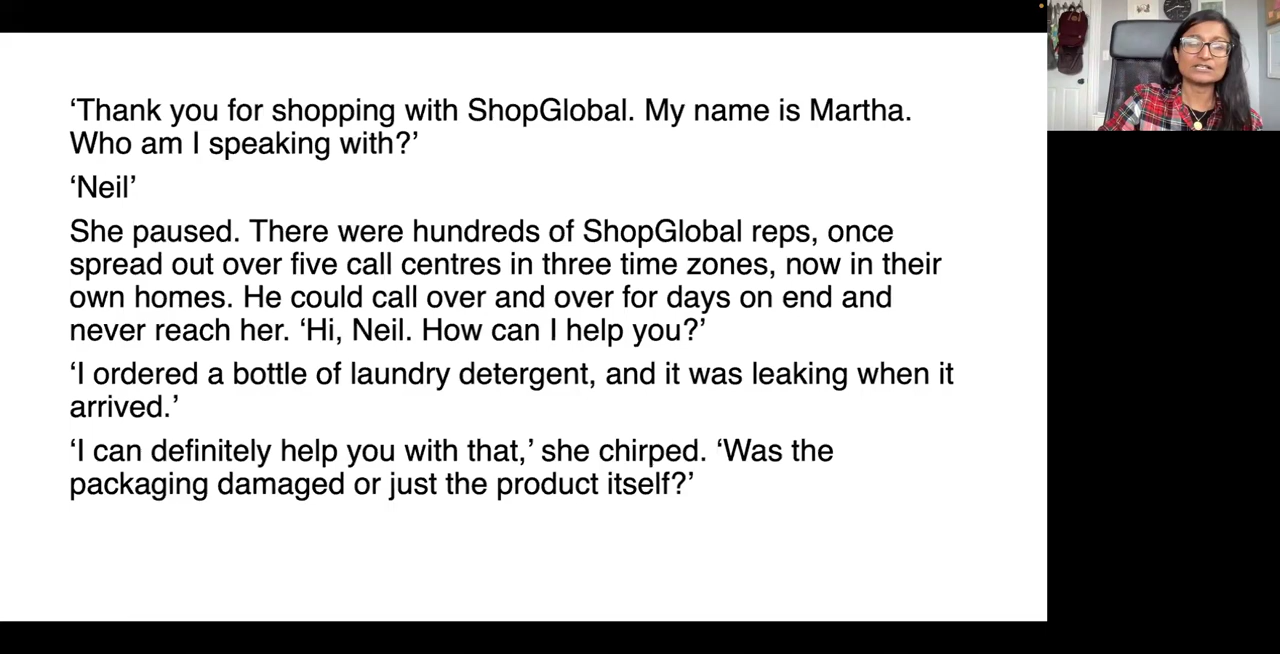 ‘Thank you for shopping with ShopGlobal. My name is Martha.
Who am I speaking with?’
‘Neil’
She paused. There were hundreds of ShopGlobal reps, once
spread out over five call centres in three time zones, now in their
own homes. He could call over and over for days on end and
never reach her. ‘Hi, Neil. How can I help you?’
‘I ordered a bottle of laundry detergent, and it was leaking when it
arrived.’
‘I can definitely help you with that,’ she chirped. ‘Was the
packaging damaged or just the product itself?’